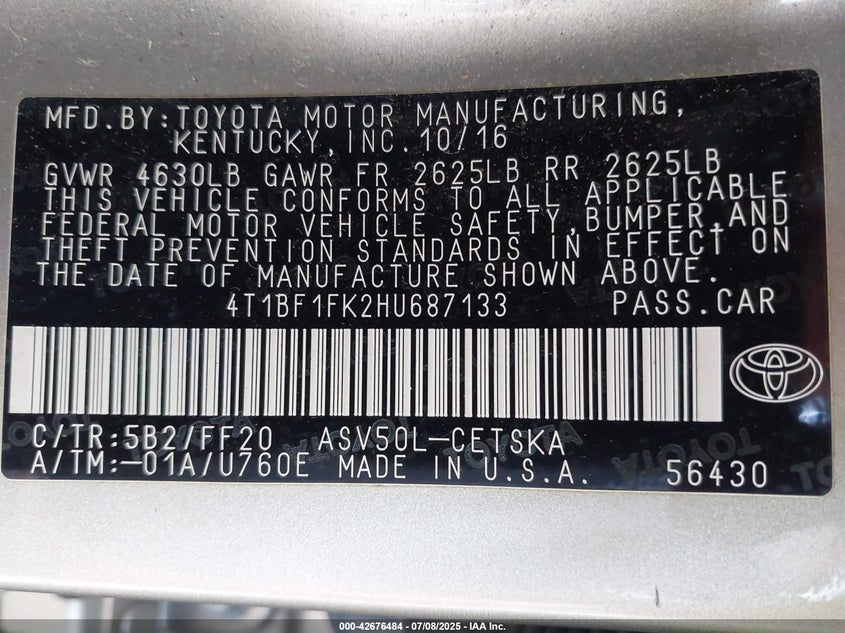 MFD.BY:TOYOTA MOTOR MANUFACTURING,
KENTUCKY,INC.10/16
GVWR 4630LB GAWR FR 2625LB RR 2625LB
THIS VEHICLE CONFORMS TO ALL APPLICABLE
FEDERAL MOTOR VEHICLE SAFETY,BUMPER,AND
THEFT PREVENTION STANDARDS IN EFFECT ON
THE DATE OF MANUFACTURE SHOWN ABOVE.
4T1BF1FK2HU687133 PASS.CAR
C/TR:5B2/FF20 ASV50L-CETSKA
A/TM:-01A/U760E MADE IN U.S.A. 56430
000-42676484 - 07/08/2025 - IAA Inc.